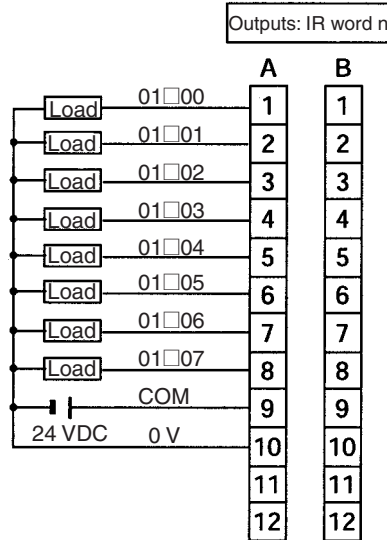 Outputs: IR word n
A B
Load 01□00 1 1
Load 01□01 2 2
Load 01□02 3 3
Load 01□03 4 4
Load 01□04 5 5
Load 01□05 6 6
Load 01□06 7 7
Load 01□07 8 8
COM 9 9
24 VDC 0 V 10 10
11 11
12 12